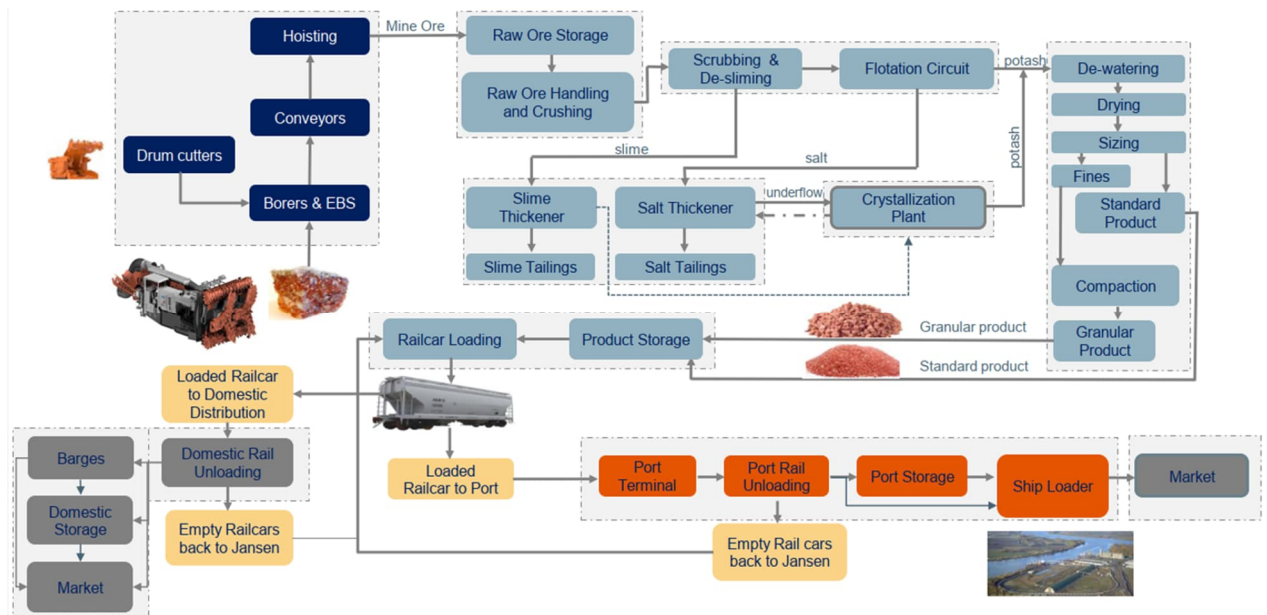 Hoisting
Mine Ore
Conveyors
Drum cutters
Borers & EBS
Raw Ore Storage
Raw Ore Handling
and Crushing
Scrubbing &
De-sliming
Flotation Circuit
potash
slime
salt
potash
Slime
Thickener
Salt Thickener
underflow
Crystallization
Plant
Slime Tailings
Salt Tailings
De-watering
Drying
Sizing
Fines
Standard
Product
Compaction
Granular
Product
Granular product
Standard product
Product Storage
Railcar Loading
Loaded Railcar
to Domestic
Distribution
Domestic Rail
Unloading
Barges
Domestic
Storage
Market
Empty Railcars
back to Jansen
Loaded
Railcar to Port
Port
Terminal
Port Rail
Unloading
Port Storage
Ship Loader
Market
Empty Rail cars
back to Jansen